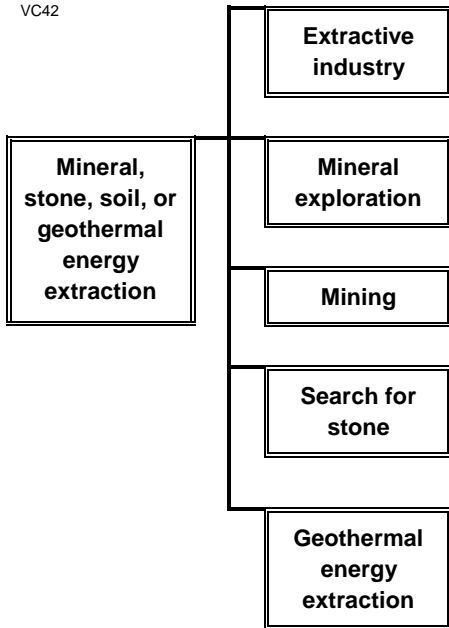 VC42
Extractive
industry
Mineral,
stone, soil, or
geothermal
energy
extraction
Mineral
exploration
Mining
Search for
stone
Geothermal
energy
extraction